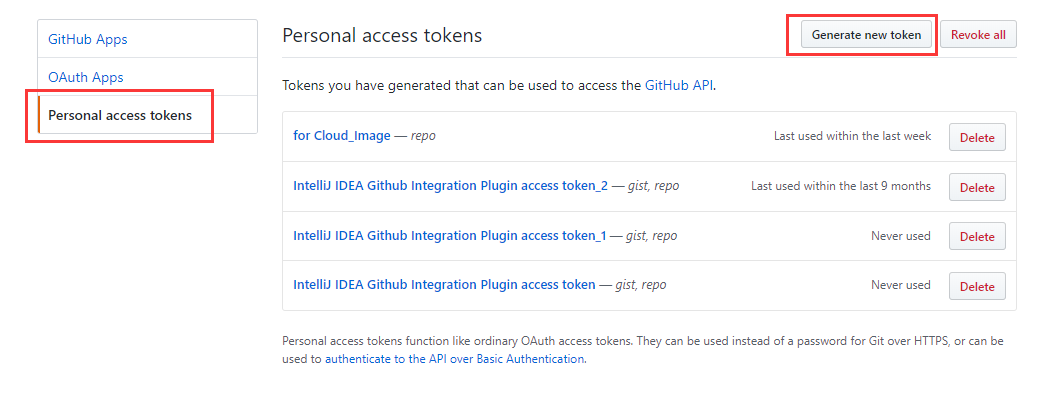 GitHub Apps
OAuth Apps
Personal access tokens
Personal access tokens
Generate new token
Revoke all
Tokens you have generated that can be used to access the GitHub API.
for Cloud_Image — repo
Last used within the last week
Delete
IntelliJ IDEA Github Integration Plugin access token_2 — gist, repo
Last used within the last 9 months
Delete
IntelliJ IDEA Github Integration Plugin access token_1 — gist, repo
Never used
Delete
IntelliJ IDEA Github Integration Plugin access token — gist, repo
Never used
Delete
Personal access tokens function like ordinary OAuth access tokens. They can be used instead of a password for Git over HTTPS, or can be
used to authenticate to the API over Basic Authentication.